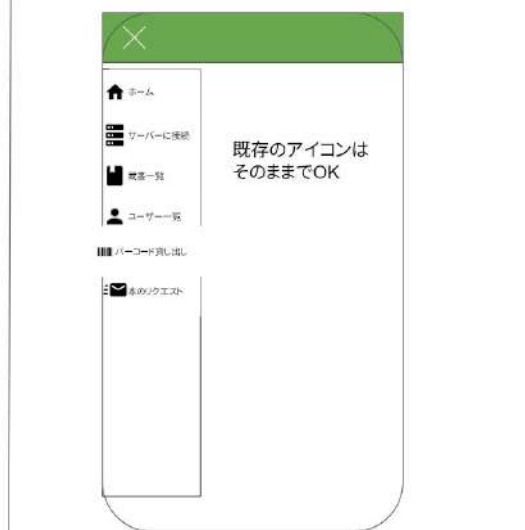 ホーム
サーバーに接続
既存のアイコンは
そのままでOK
蔵書一覧
ユーザー一覧
バーコード貸し出し
本のリクエスト